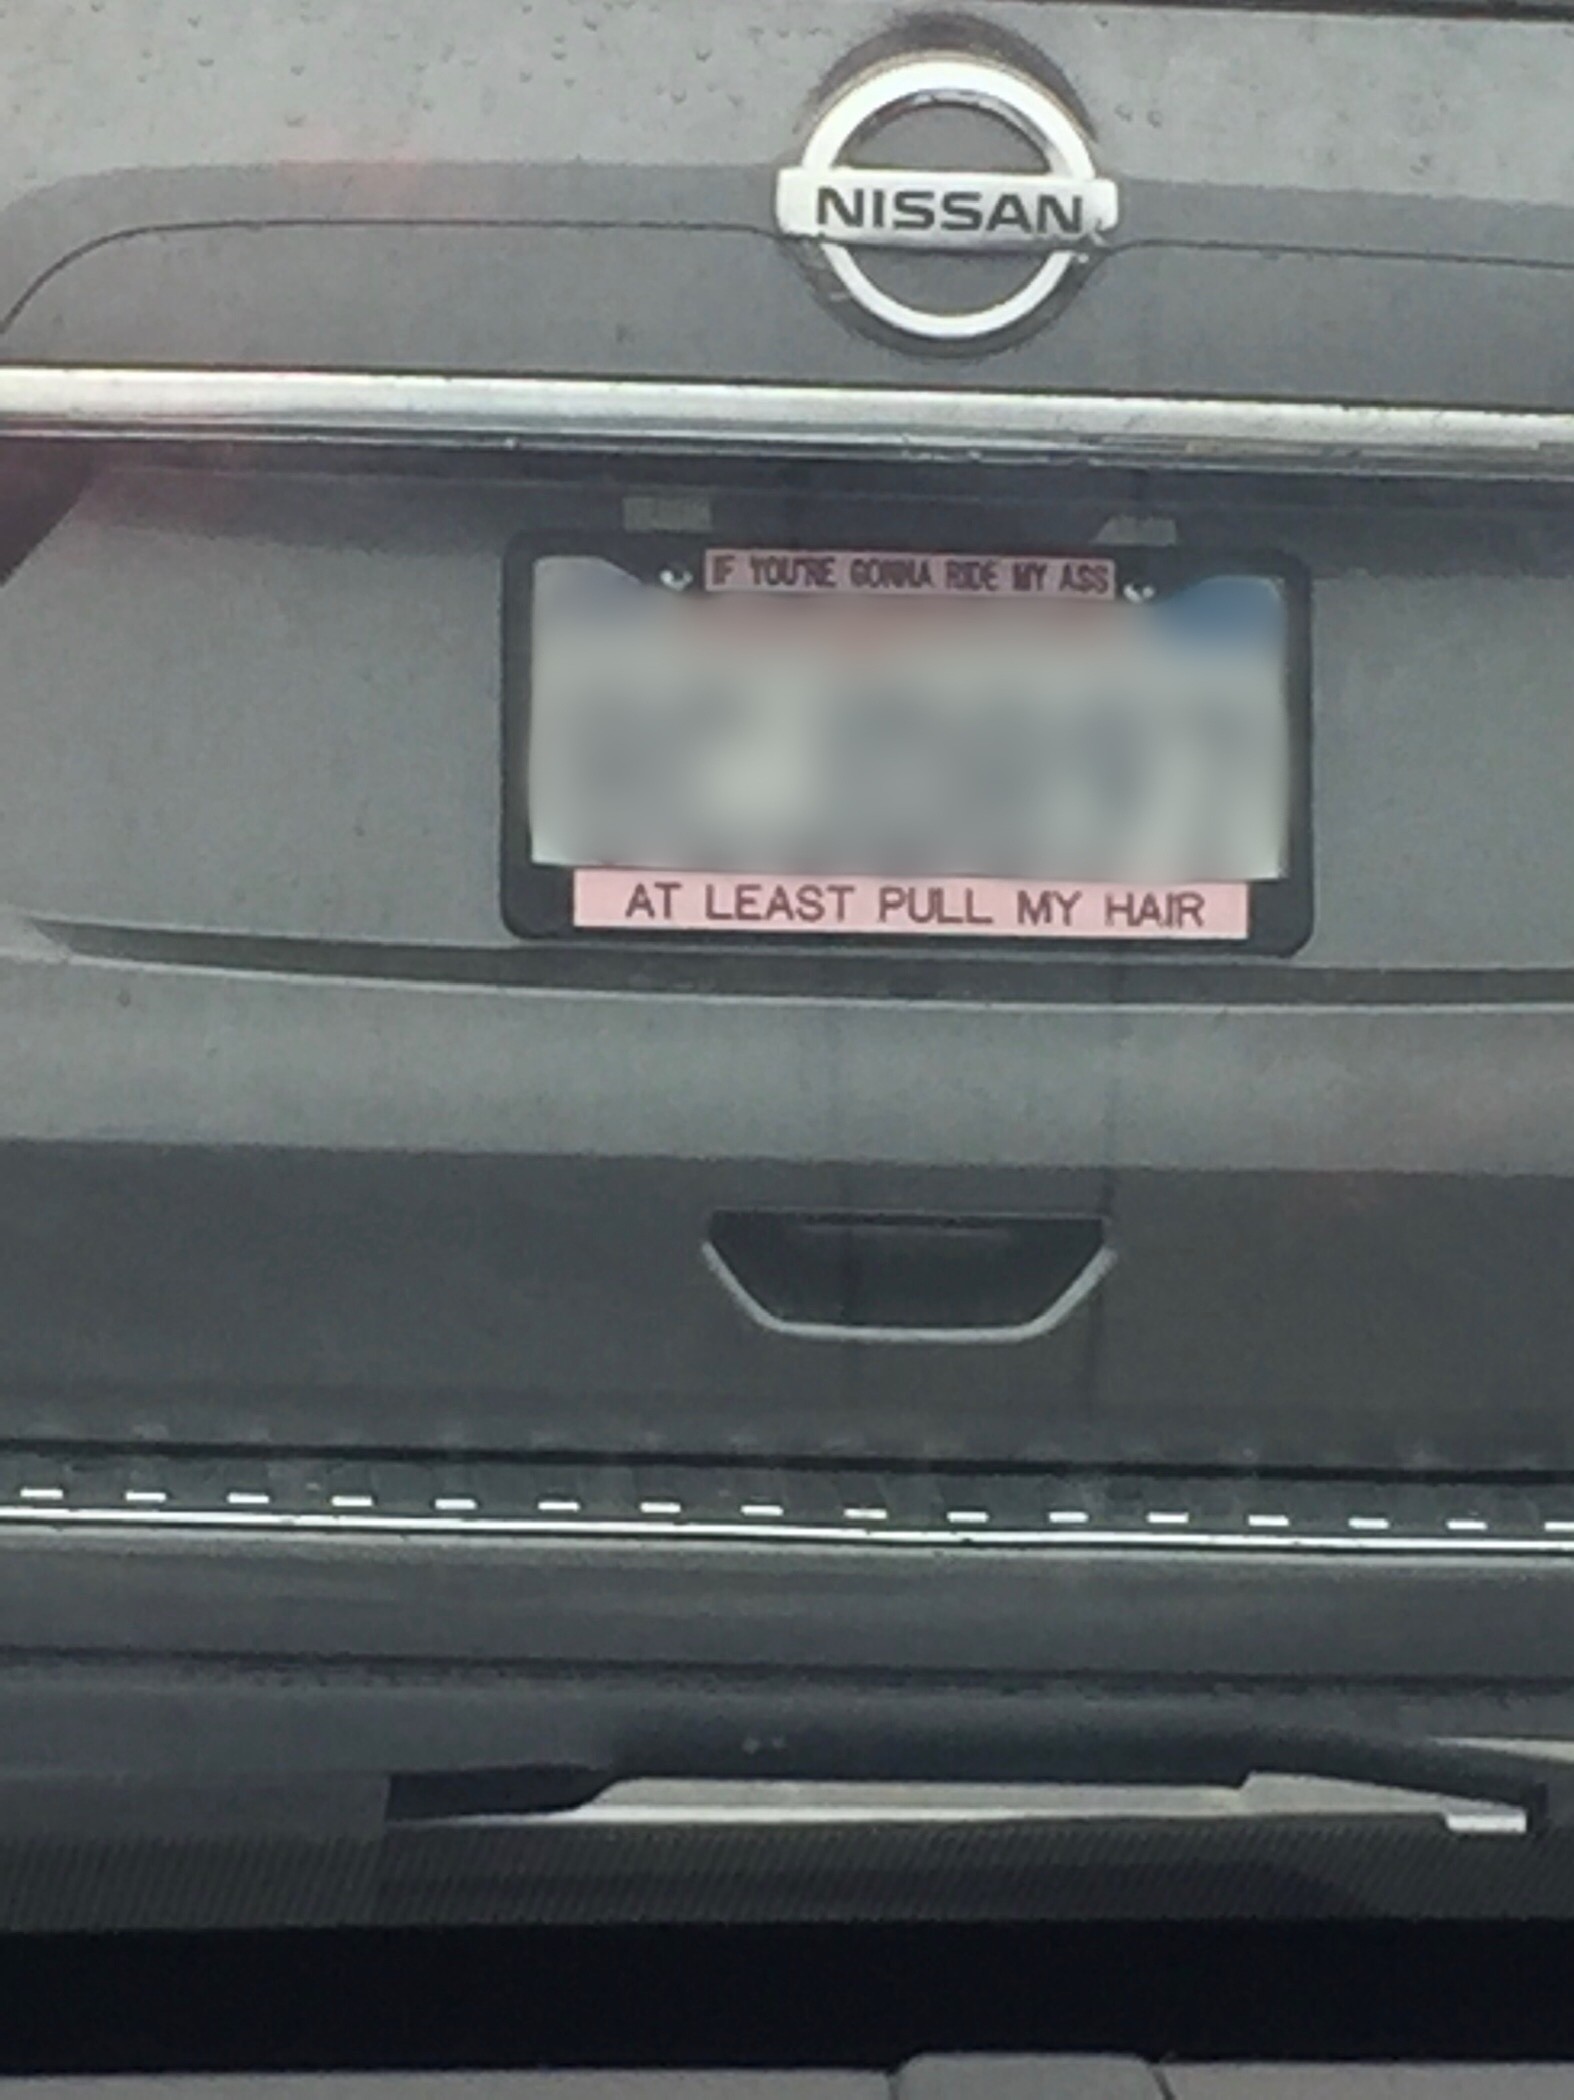 NISSAN
IF YOU'RE GONNA RIDE MY ASS
AT LEAST PULL MY HAIR